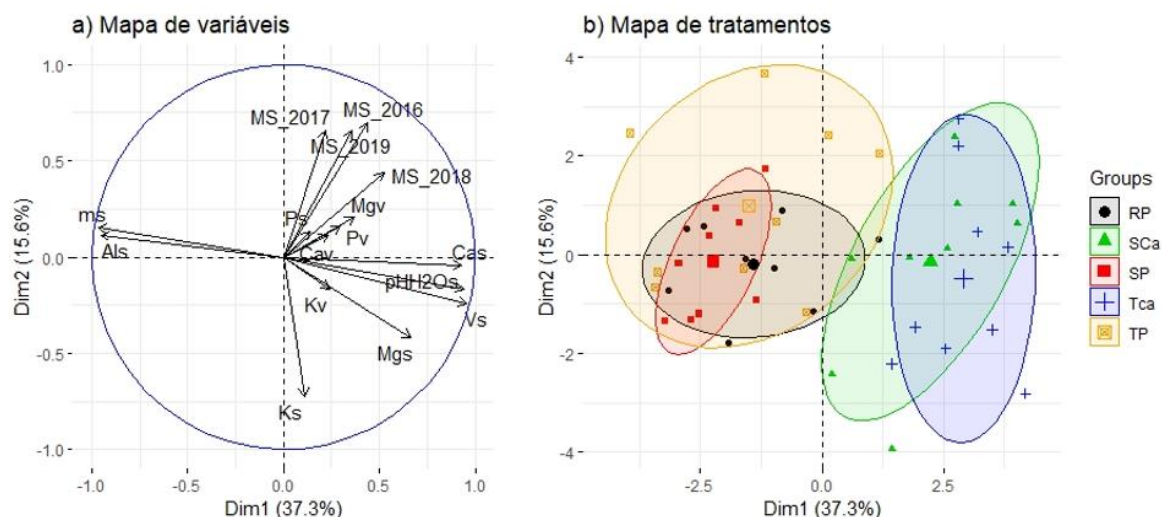 a) Mapa de variáveis
b) Mapa de tratamentos
Dim2 (15.6%)
1.0
0.5
0.0
-0.5
-1.0
MS_2017
MS_2016
MS_2019
MS_2018
ms
Ps
Mgv
Als
Cav
Pv
Cas
pHH2Os
Kv
Vs
Mgs
Ks
-1.0 -0.5 0.0 0.5 1.0
Dim1 (37.3%)
Dim2 (15.6%)
4
2
0
-2
-4
-2.5 0.0 2.5
Dim1 (37.3%)
Groups
RP
SCa
SP
Tca
TP